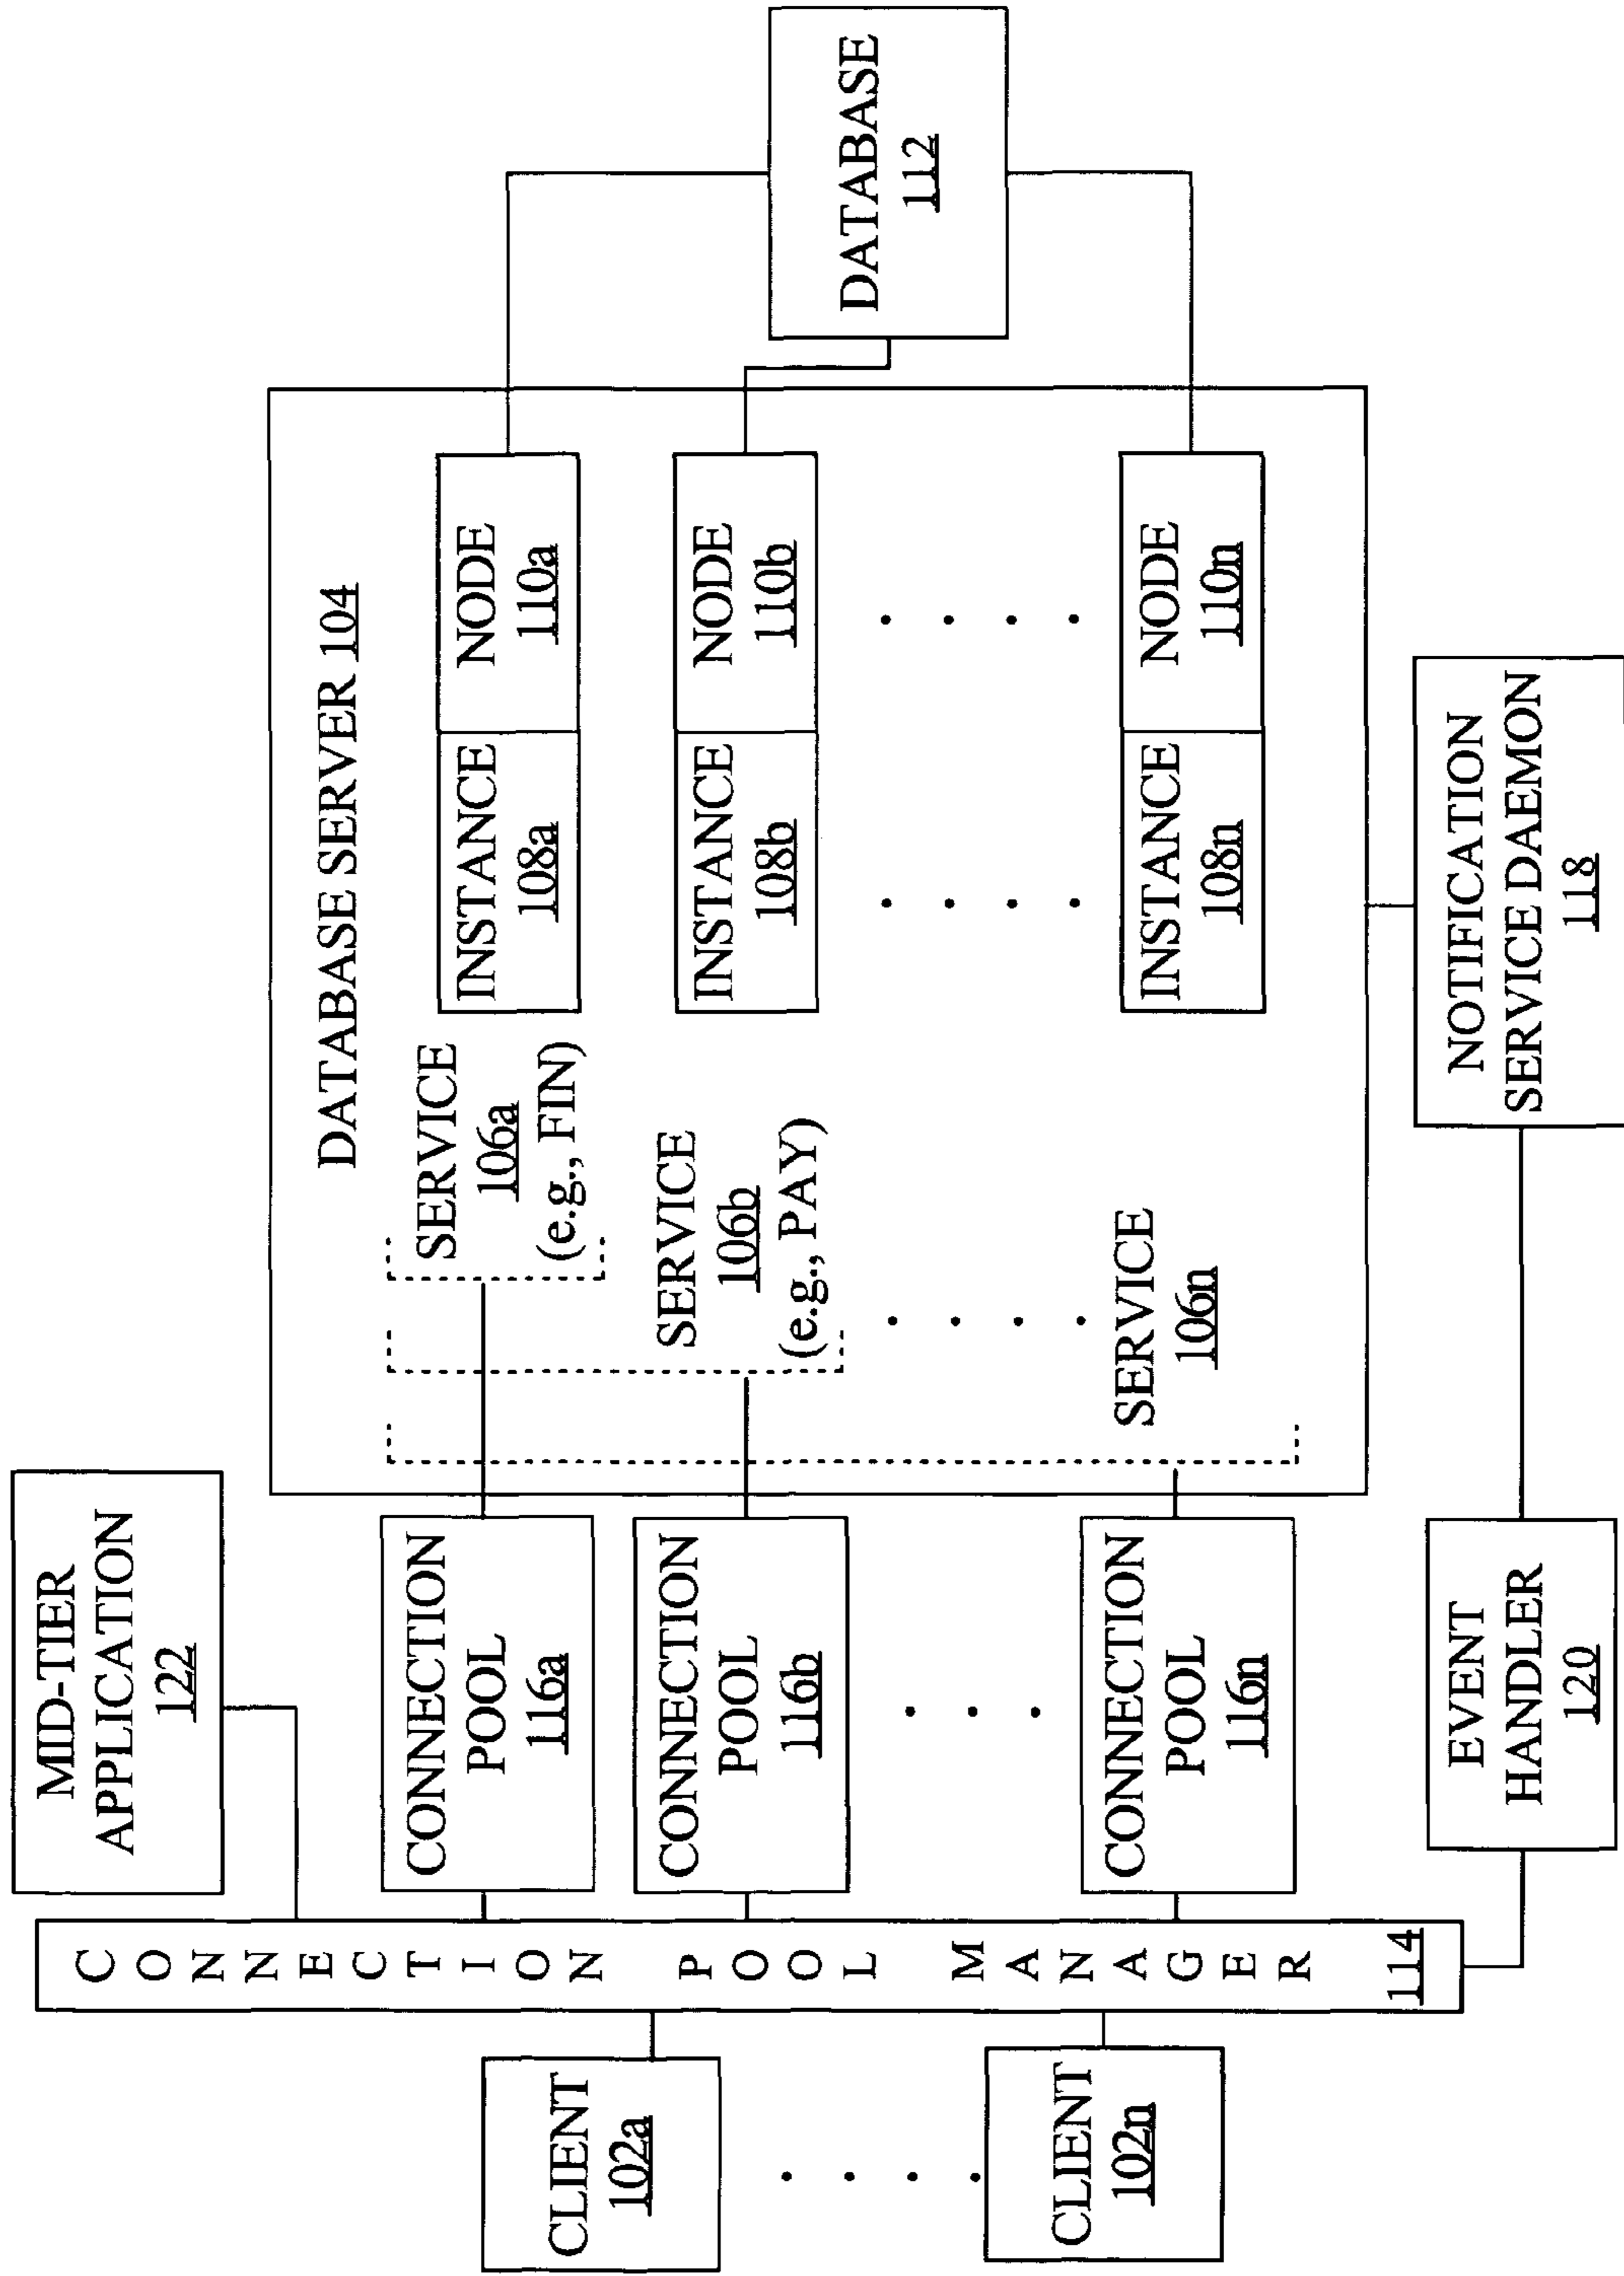 MID-TIER
APPLICATION
122
CLIENT
102a
CLIENT
102n
CONNECTION POOL MANAGER
114
CONNECTION
POOL
116a
CONNECTION
POOL
116b
CONNECTION
POOL
116n
EVENT
HANDLER
120
DATABASE SERVER 104
SERVICE
106a
(e.g., FIN)
SERVICE
106b
(e.g., PAY)
SERVICE
106n
INSTANCE
108a
NODE
110a
INSTANCE
108b
NODE
110b
INSTANCE
108n
NODE
110n
DATABASE
112
NOTIFICATION
SERVICE DAEMON
118